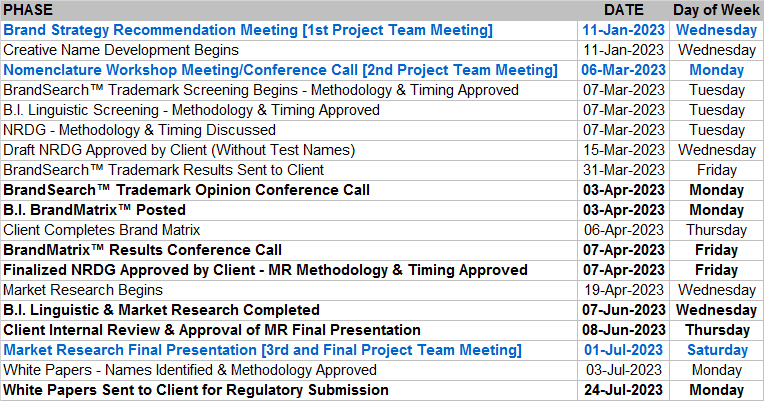 PHASE DATE Day of Week
Brand Strategy Recommendation Meeting [1st Project Team Meeting] 11-Jan-2023 Wednesday
Creative Name Development Begins 11-Jan-2023 Wednesday
Nomenclature Workshop Meeting/Conference Call [2nd Project Team Meeting] 06-Mar-2023 Monday
BrandSearch™ Trademark Screening Begins - Methodology & Timing Approved 07-Mar-2023 Tuesday
B.I. Linguistic Screening - Methodology & Timing Approved 07-Mar-2023 Tuesday
NRDG - Methodology & Timing Discussed 07-Mar-2023 Tuesday
Draft NRDG Approved by Client (Without Test Names) 15-Mar-2023 Wednesday
BrandSearch™ Trademark Results Sent to Client 31-Mar-2023 Friday
BrandSearch™ Trademark Opinion Conference Call 03-Apr-2023 Monday
B.I. BrandMatrix™ Posted 03-Apr-2023 Monday
Client Completes Brand Matrix 06-Apr-2023 Thursday
BrandMatrix™ Results Conference Call 07-Apr-2023 Friday
Finalized NRDG Approved by Client - MR Methodology & Timing Approved 07-Apr-2023 Friday
Market Research Begins 19-Apr-2023 Wednesday
B.I. Linguistic & Market Research Completed 07-Jun-2023 Wednesday
Client Internal Review & Approval of MR Final Presentation 08-Jun-2023 Thursday
Market Research Final Presentation [3rd and Final Project Team Meeting] 01-Jul-2023 Saturday
White Papers - Names Identified & Methodology Approved 03-Jul-2023 Monday
White Papers Sent to Client for Regulatory Submission 24-Jul-2023 Monday